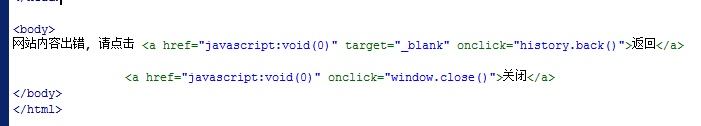 <body>
网站内容出错，请点击 <a href="javascript:void(0)" target="_blank" onclick="history.back()">返回</a>
<a href="javascript:void(0)" onclick="window.close()">关闭</a>
</body>
</html>